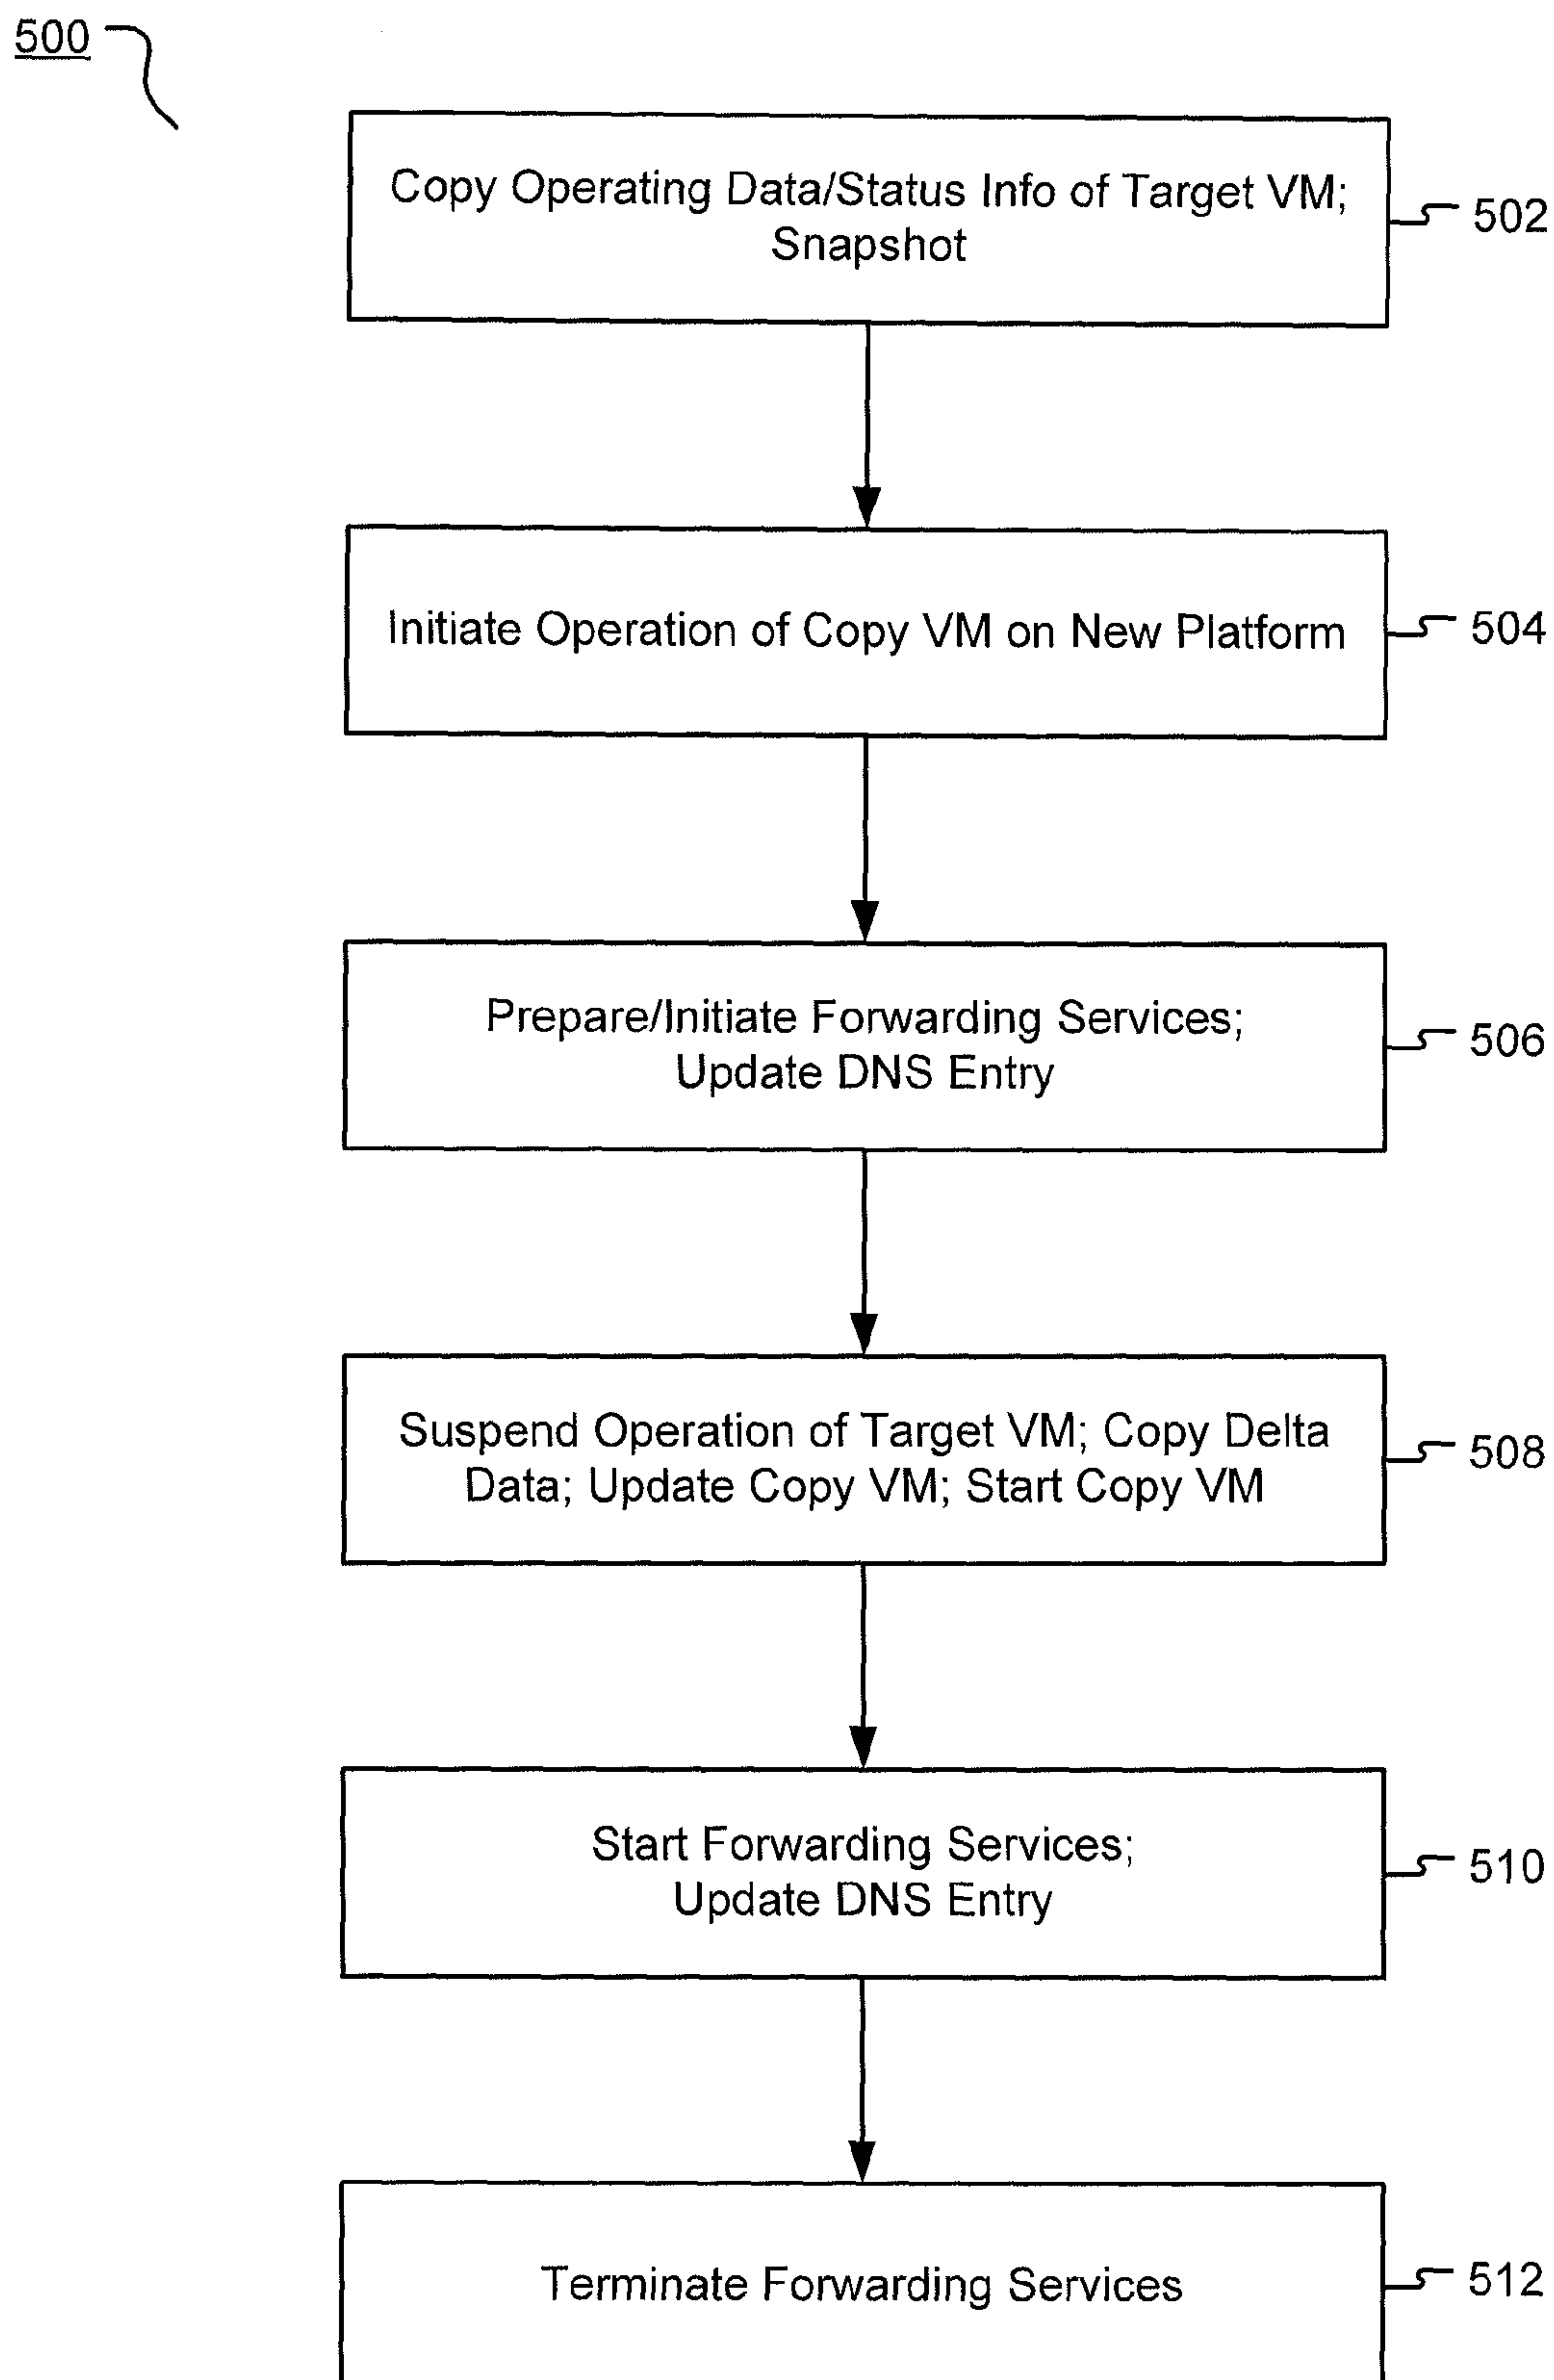 500
Copy Operating Data/Status Info of Target VM;
Snapshot
502
Initiate Operation of Copy VM on New Platform
504
Prepare/Initiate Forwarding Services;
Update DNS Entry
506
Suspend Operation of Target VM; Copy Delta
Data; Update Copy VM; Start Copy VM
508
Start Forwarding Services;
Update DNS Entry
510
Terminate Forwarding Services
512